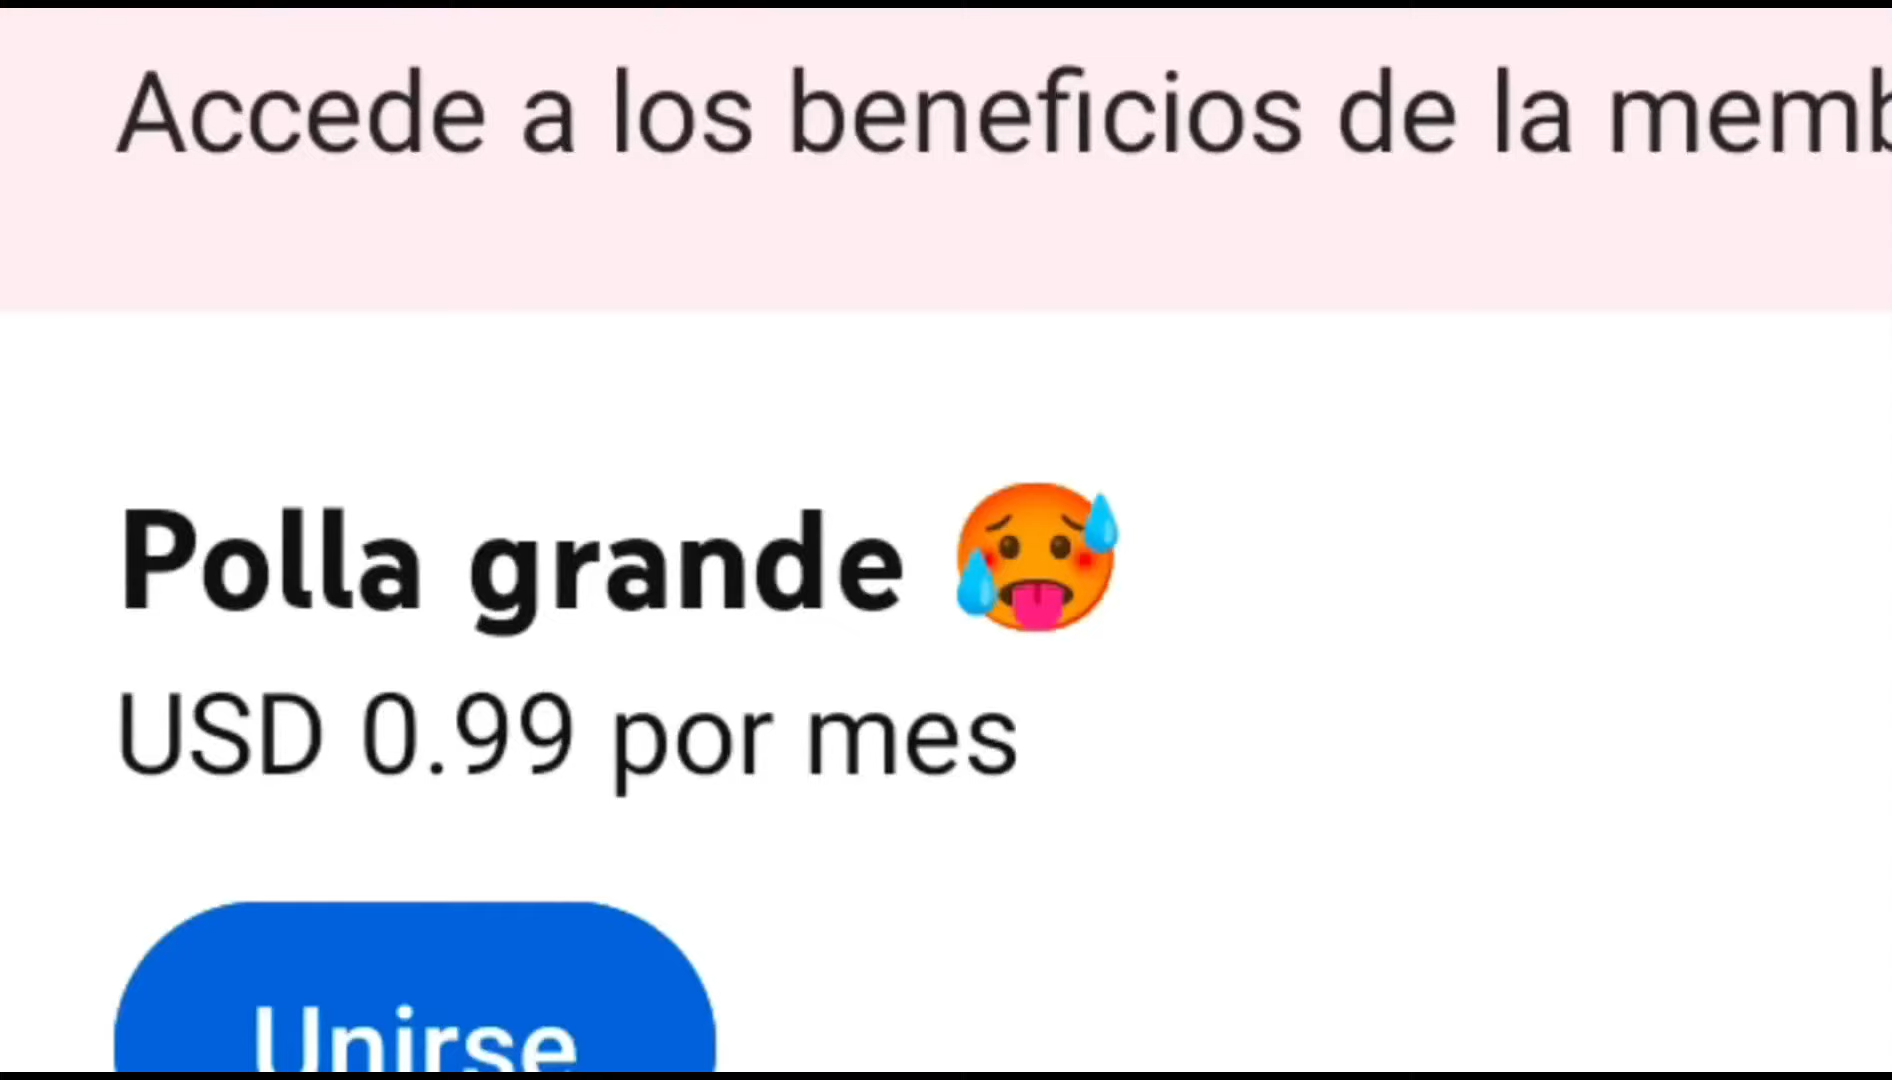 Accede a los beneficios de la memb
Polla grande 🥵
USD 0.99 por mes
Unirse